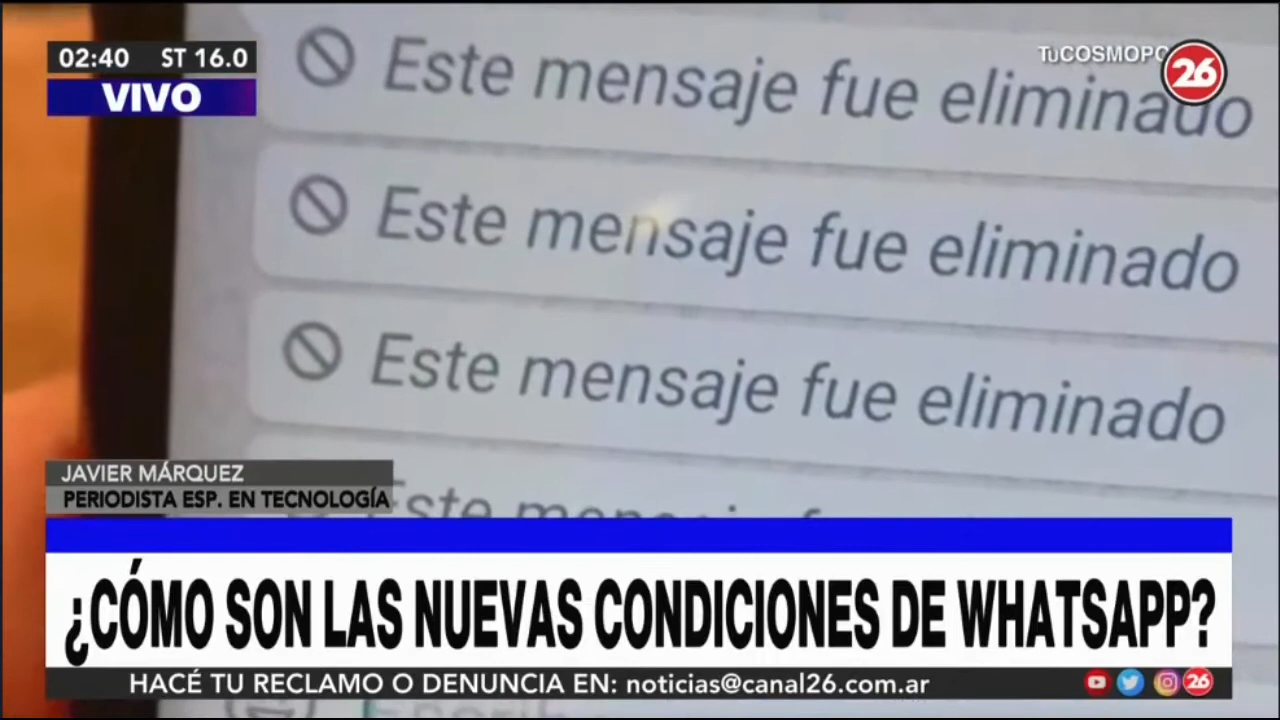 02:40 ST 16.0
VIVO
TuCOSMOPO
26
Este mensaje fue eliminado
Este mensaje fue eliminado
Este mensaje fue eliminado
JAVIER MÁRQUEZ
PERIODISTA ESP. EN TECNOLOGÍA
¿CÓMO SON LAS NUEVAS CONDICIONES DE WHATSAPP?
HACÉ TU RECLAMO O DENUNCIA EN: noticias@canal26.com.ar
26